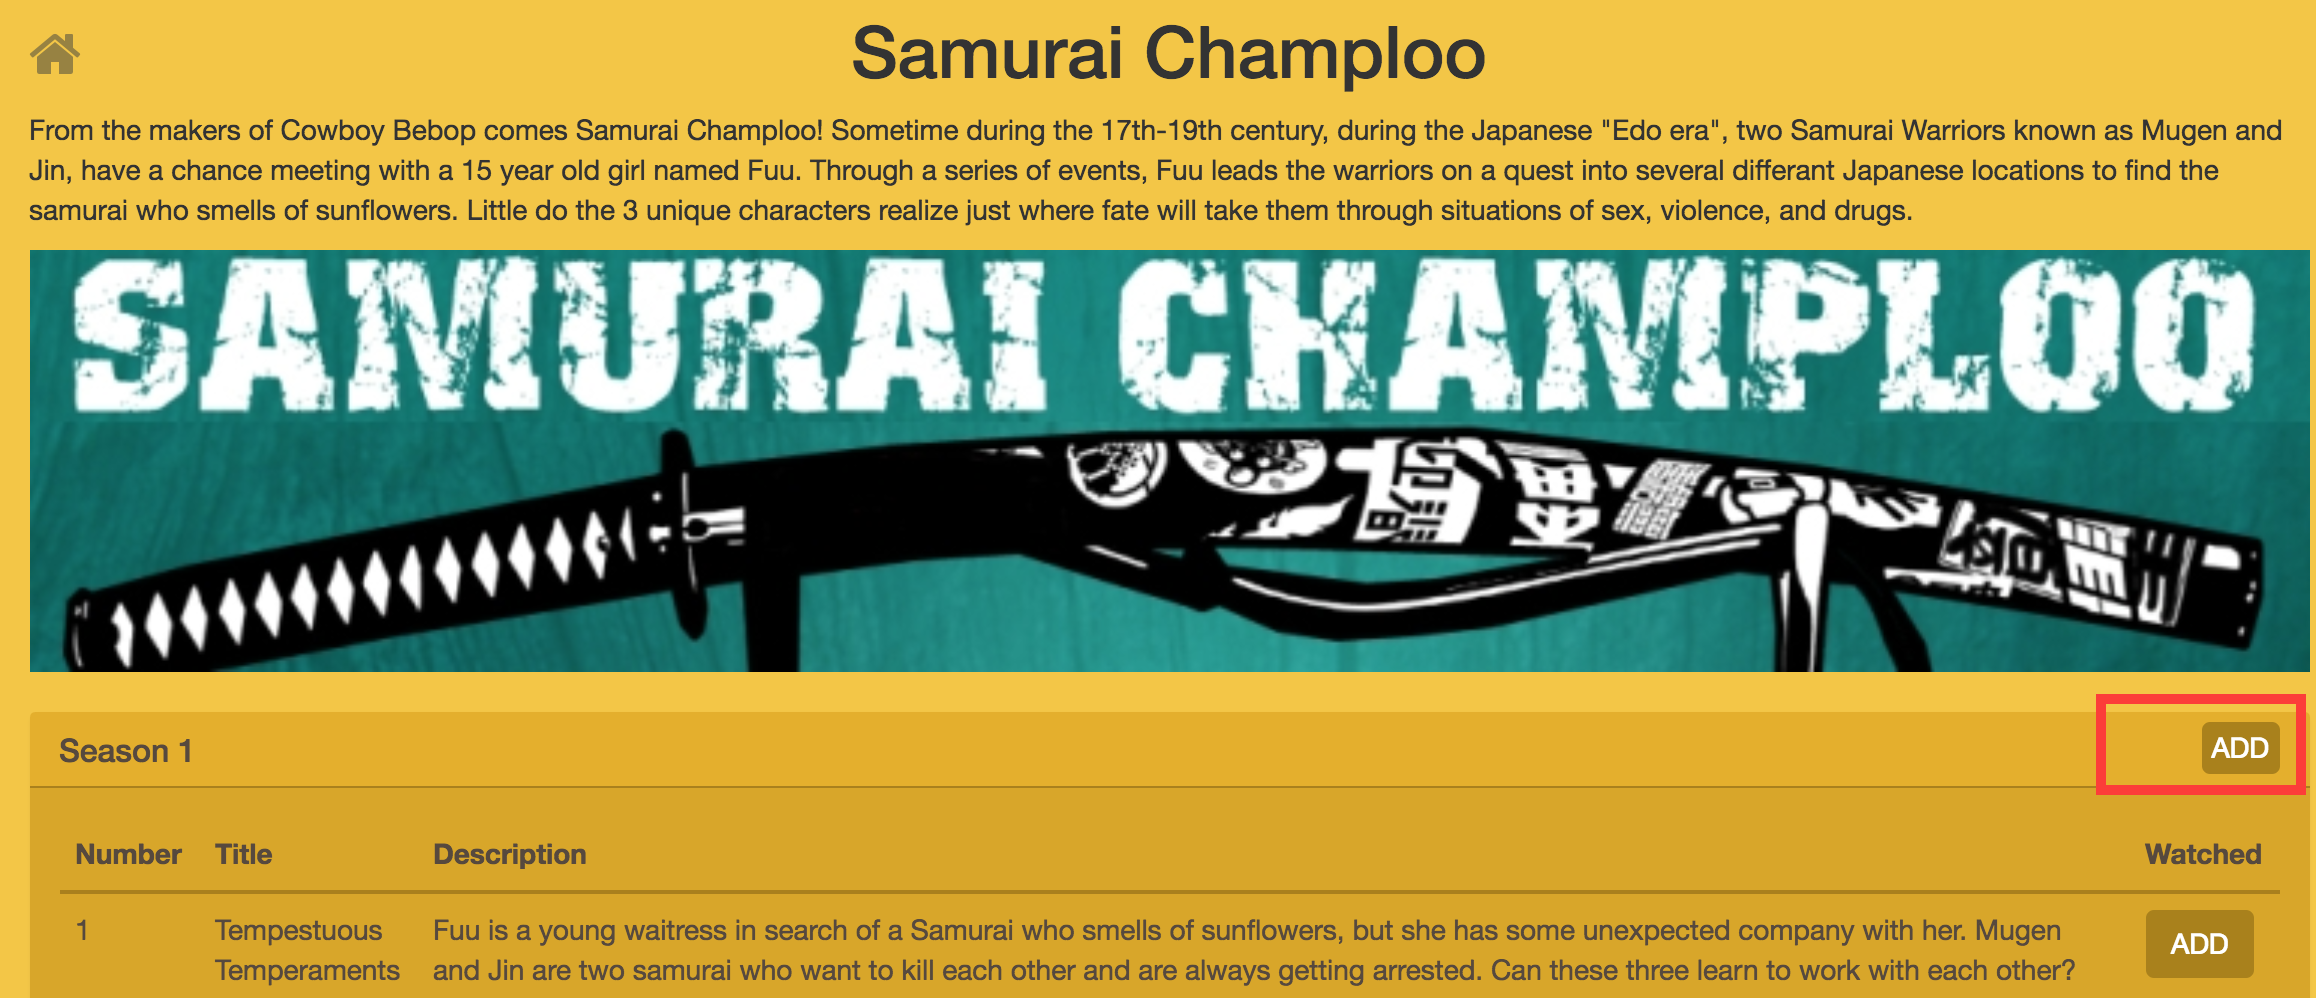 Samurai Champloo
From the makers of Cowboy Bebop comes Samurai Champloo! Sometime during the 17th-19th century, during the Japanese "Edo era", two Samurai Warriors known as Mugen and
Jin, have a chance meeting with a 15 year old girl named Fuu. Through a series of events, Fuu leads the warriors on a quest into several differant Japanese locations to find the
samurai who smells of sunflowers. Little do the 3 unique characters realize just where fate will take them through situations of sex, violence, and drugs.
SAMURAI CHAMPLOO
Season 1 ADD
Number Title Description Watched
1 Tempestuous Fuu is a young waitress in search of a Samurai who smells of sunflowers, but she has some unexpected company with her. Mugen ADD
Temperaments and Jin are two samurai who want to kill each other and are always getting arrested. Can these three learn to work with each other?